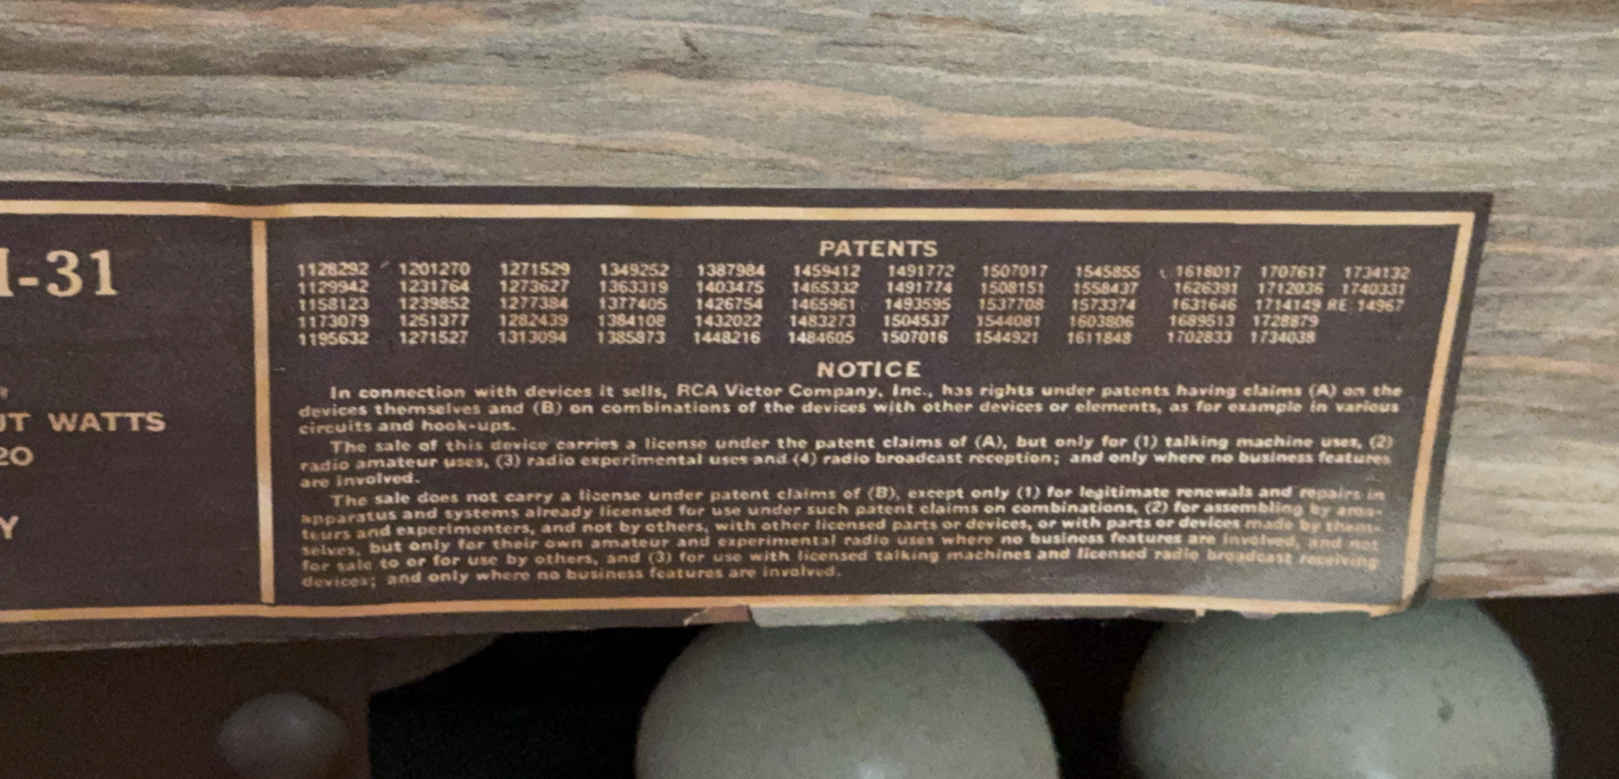 -31
WATTS
20
Y
PATENTS
1128292 1201270 1271529 1349252 1387984 1459412 1491772 1507017 1545855 1618017 1707617 1734132
1129942 1231764 1273627 1363319 1403475 1465332 1491774 1508151 1558437 1626391 1712036 1740331
1158123 1239852 1277384 1377405 1426754 1465961 1493595 1537708 1573374 1631646 1714149 RE 14967
1173079 1251377 1282439 1384108 1432022 1483273 1504537 1544081 1603806 1689513 1728879
1195632 1271527 1313094 1385873 1448216 1484605 1507016 1544921 1611848 1702833 1734038
NOTICE
In connection with devices it sells, RCA Victor Company, Inc., has rights under patents having claims (A) on the
devices themselves and (B) on combinations of the devices with other devices or elements, as for example in various
circuits and hook-ups.
The sale of this device carries a license under the patent claims of (A), but only for (1) talking machine uses, (2)
radio amateur uses, (3) radio experimental uses and (4) radio broadcast reception; and only where no business features
are involved.
The sale does not carry a license under patent claims of (B), except only (1) for legitimate renewals and repairs in
apparatus and systems already licensed for use under such patent claims on combinations, (2) for assembling by ama-
teurs and experimenters, and not by others, with other licensed parts or devices, or with parts or devices made by them-
selves, but only for their own amateur and experimental radio uses where no business features are involved, and not
for sale to or for use by others, and (3) for use with licensed talking machines and licensed radio broadcast receiving
devices; and only where no business features are involved.